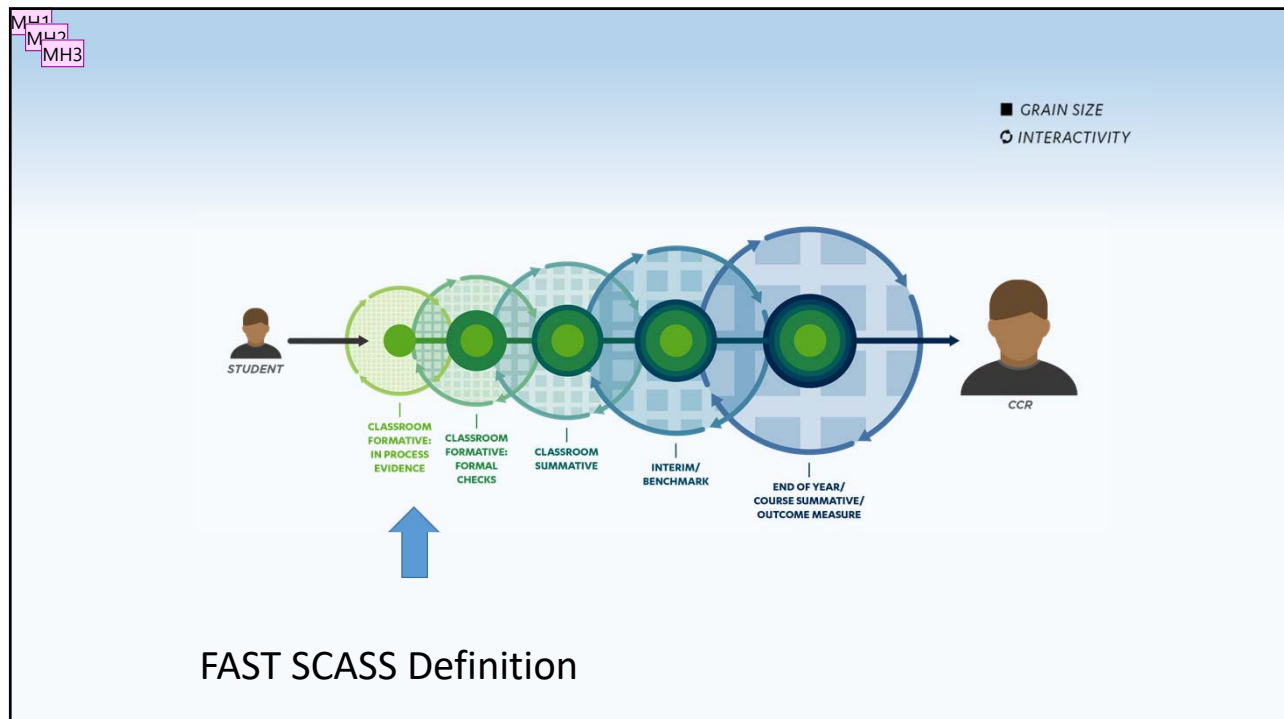 MH1
MH2
MH3
GRAIN SIZE
INTERACTIVITY
STUDENT
CCR
CLASSROOM
FORMATIVE:
IN PROCESS
EVIDENCE
CLASSROOM
FORMATIVE:
FORMAL
CHECKS
CLASSROOM
SUMMATIVE
INTERIM/
BENCHMARK
END OF YEAR/
COURSE SUMMATIVE/
OUTCOME MEASURE
FAST SCASS Definition